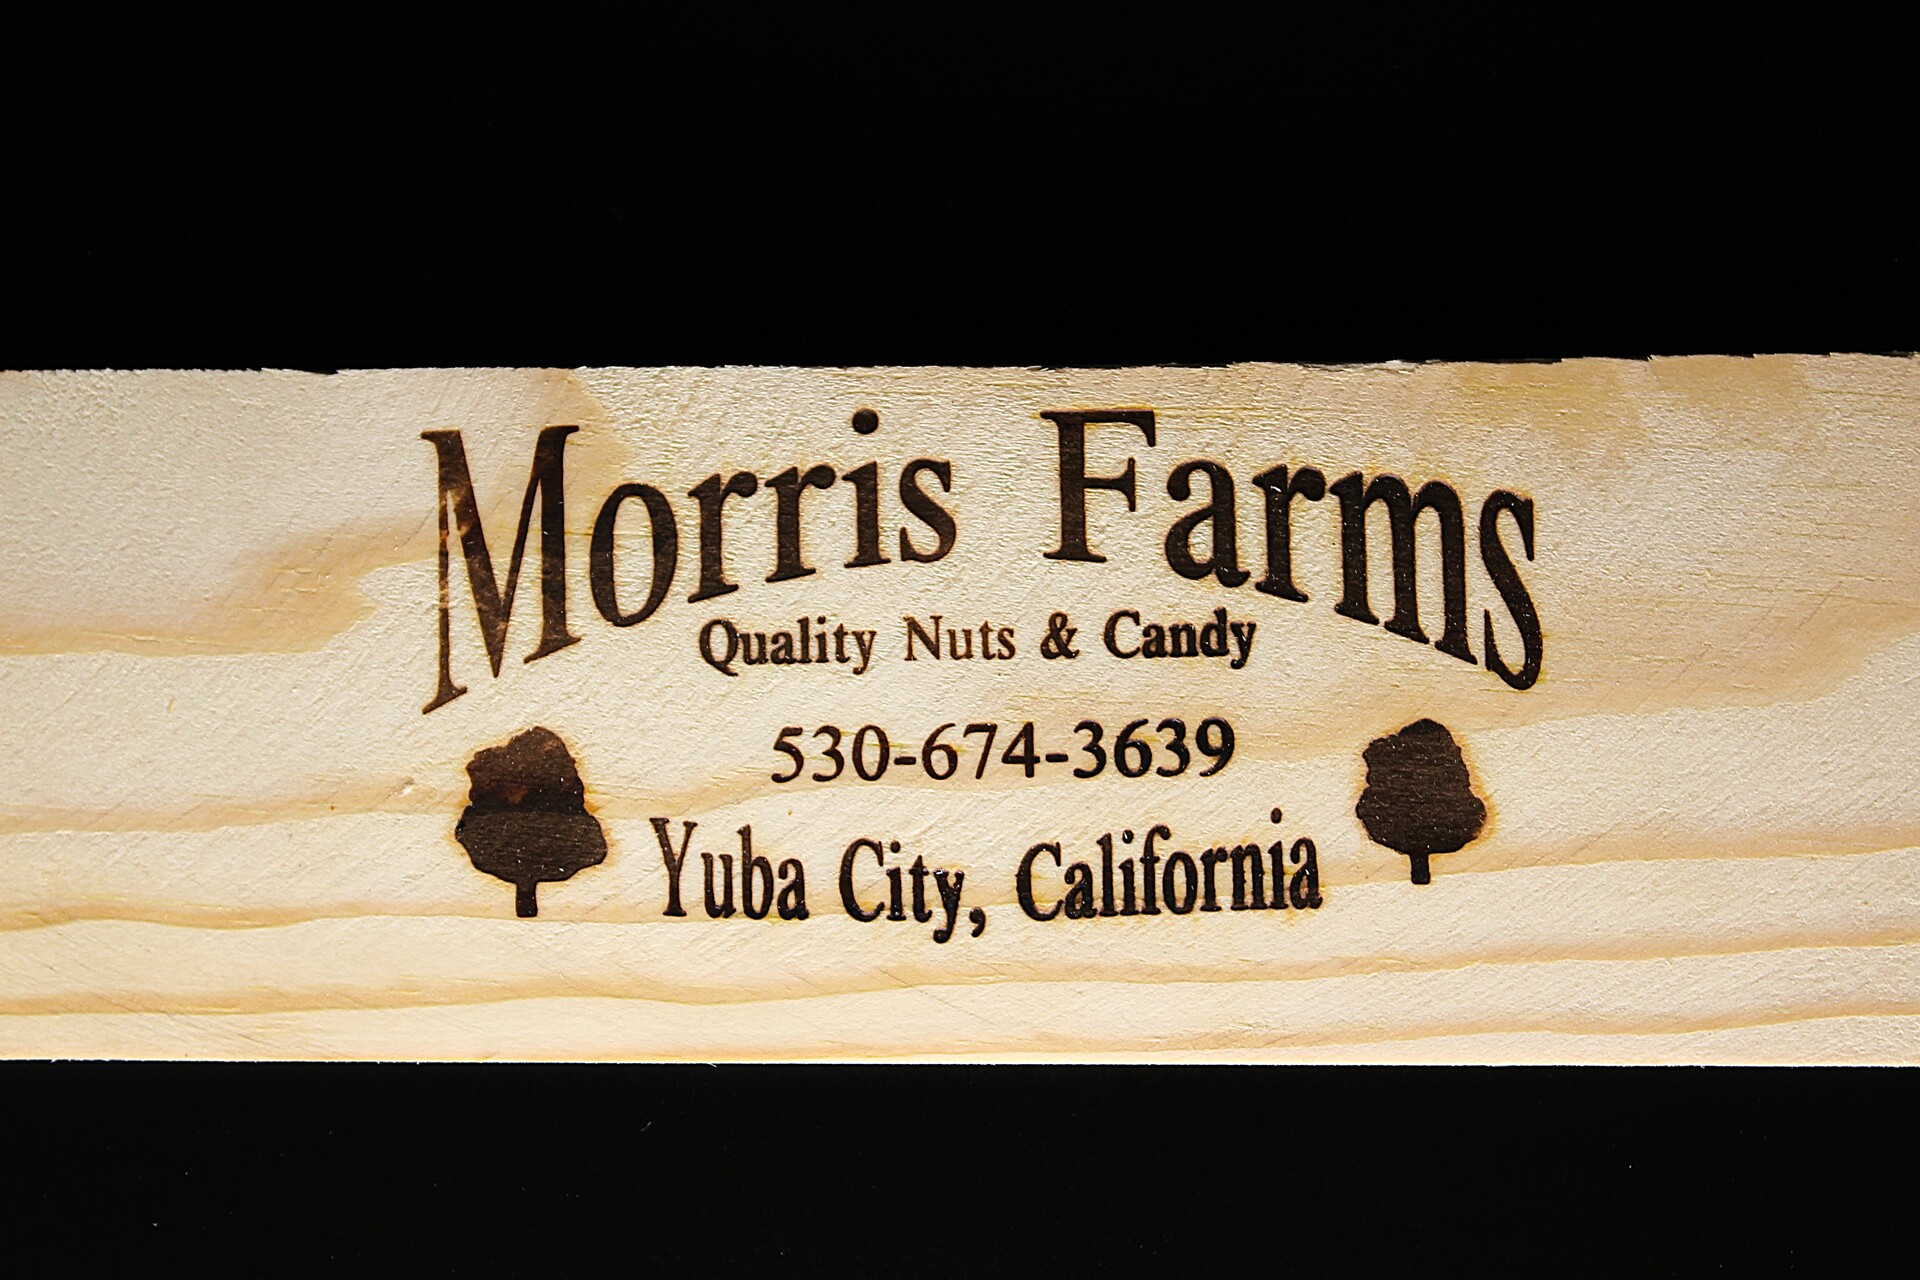 Morris Farms
Quality Nuts & Candy
530-674-3639
Yuba City, California